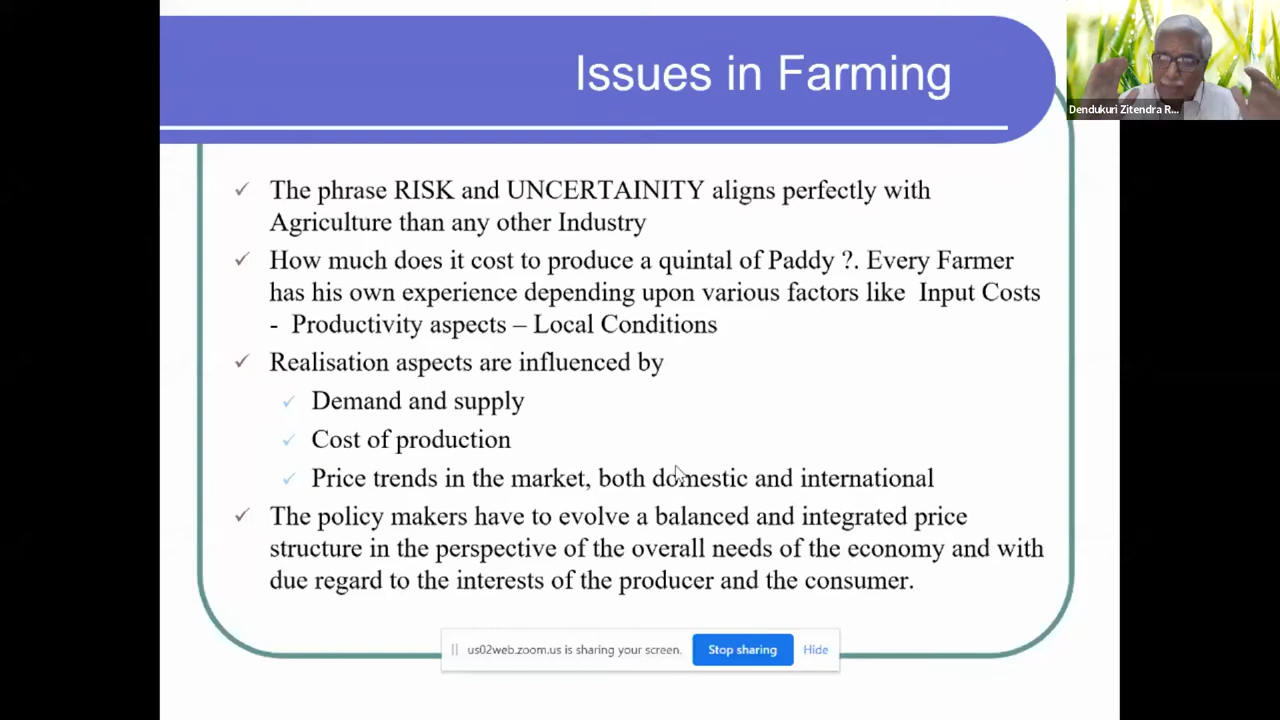 Issues in Farming
Dendukuri Zitendra R...
The phrase RISK and UNCERTAINITY aligns perfectly with
Agriculture than any other Industry
How much does it cost to produce a quintal of Paddy ?. Every Farmer
has his own experience depending upon various factors like Input Costs
- Productivity aspects – Local Conditions
Realisation aspects are influenced by
Demand and supply
Cost of production
Price trends in the market, both domestic and international
The policy makers have to evolve a balanced and integrated price
structure in the perspective of the overall needs of the economy and with
due regard to the interests of the producer and the consumer.
us02web.zoom.us is sharing your screen. Stop sharing Hide